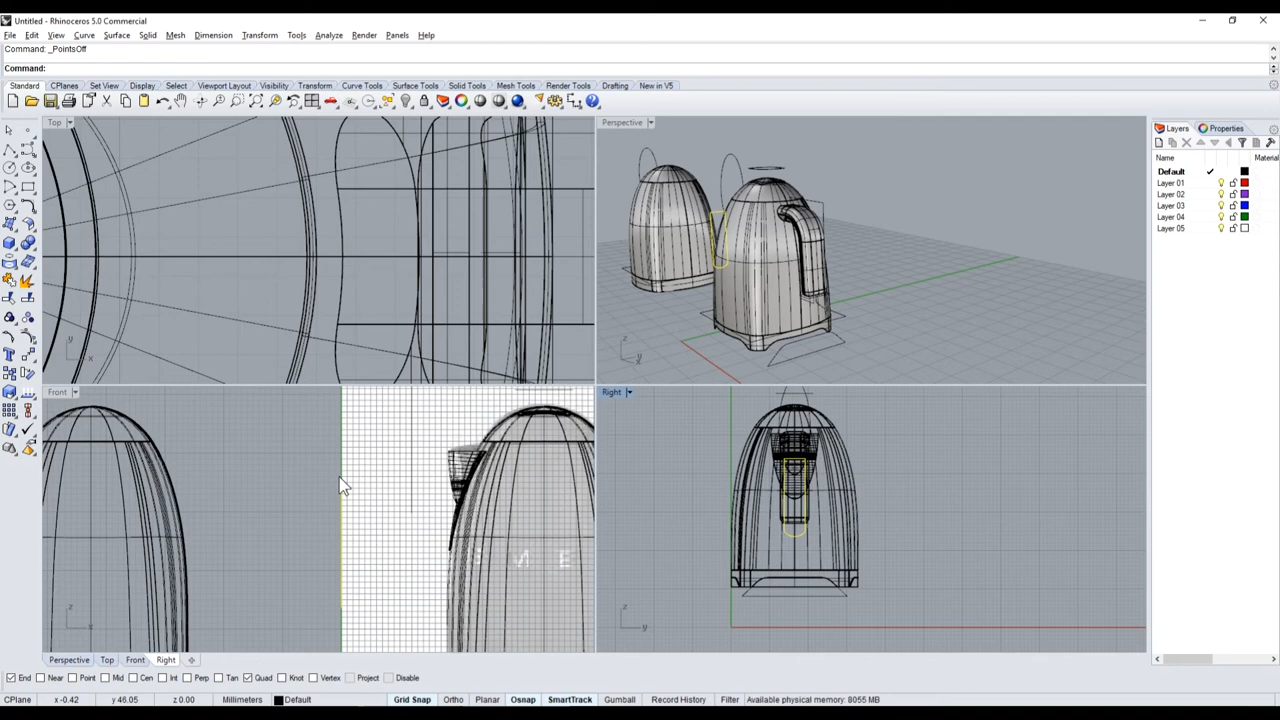 Untitled - Rhinoceros 5.0 Commercial
File Edit View Curve Surface Solid Mesh Dimension Transform Tools Analyze Render Panels Help
Command: _PointsOff
Command:
Standard CPlanes Set View Display Select Viewport Layout Visibility Transform Curve Tools Surface Tools Solid Tools Mesh Tools Render Tools Drafting New in V5
Top
Perspective
Layers Properties
Name Material
Default
Layer 01
Layer 02
Layer 03
Layer 04
Layer 05
y x
z y
Front
Right
M E
z x
z y
Perspective Top Front Right
End Near Point Mid Cen Int Perp Tan Quad Knot Vertex Project Disable
CPlane x -0.42 y 46.05 z 0.00 Millimeters Default Grid Snap Ortho Planar Osnap SmartTrack Gumball Record History Filter Available physical memory: 8055 MB